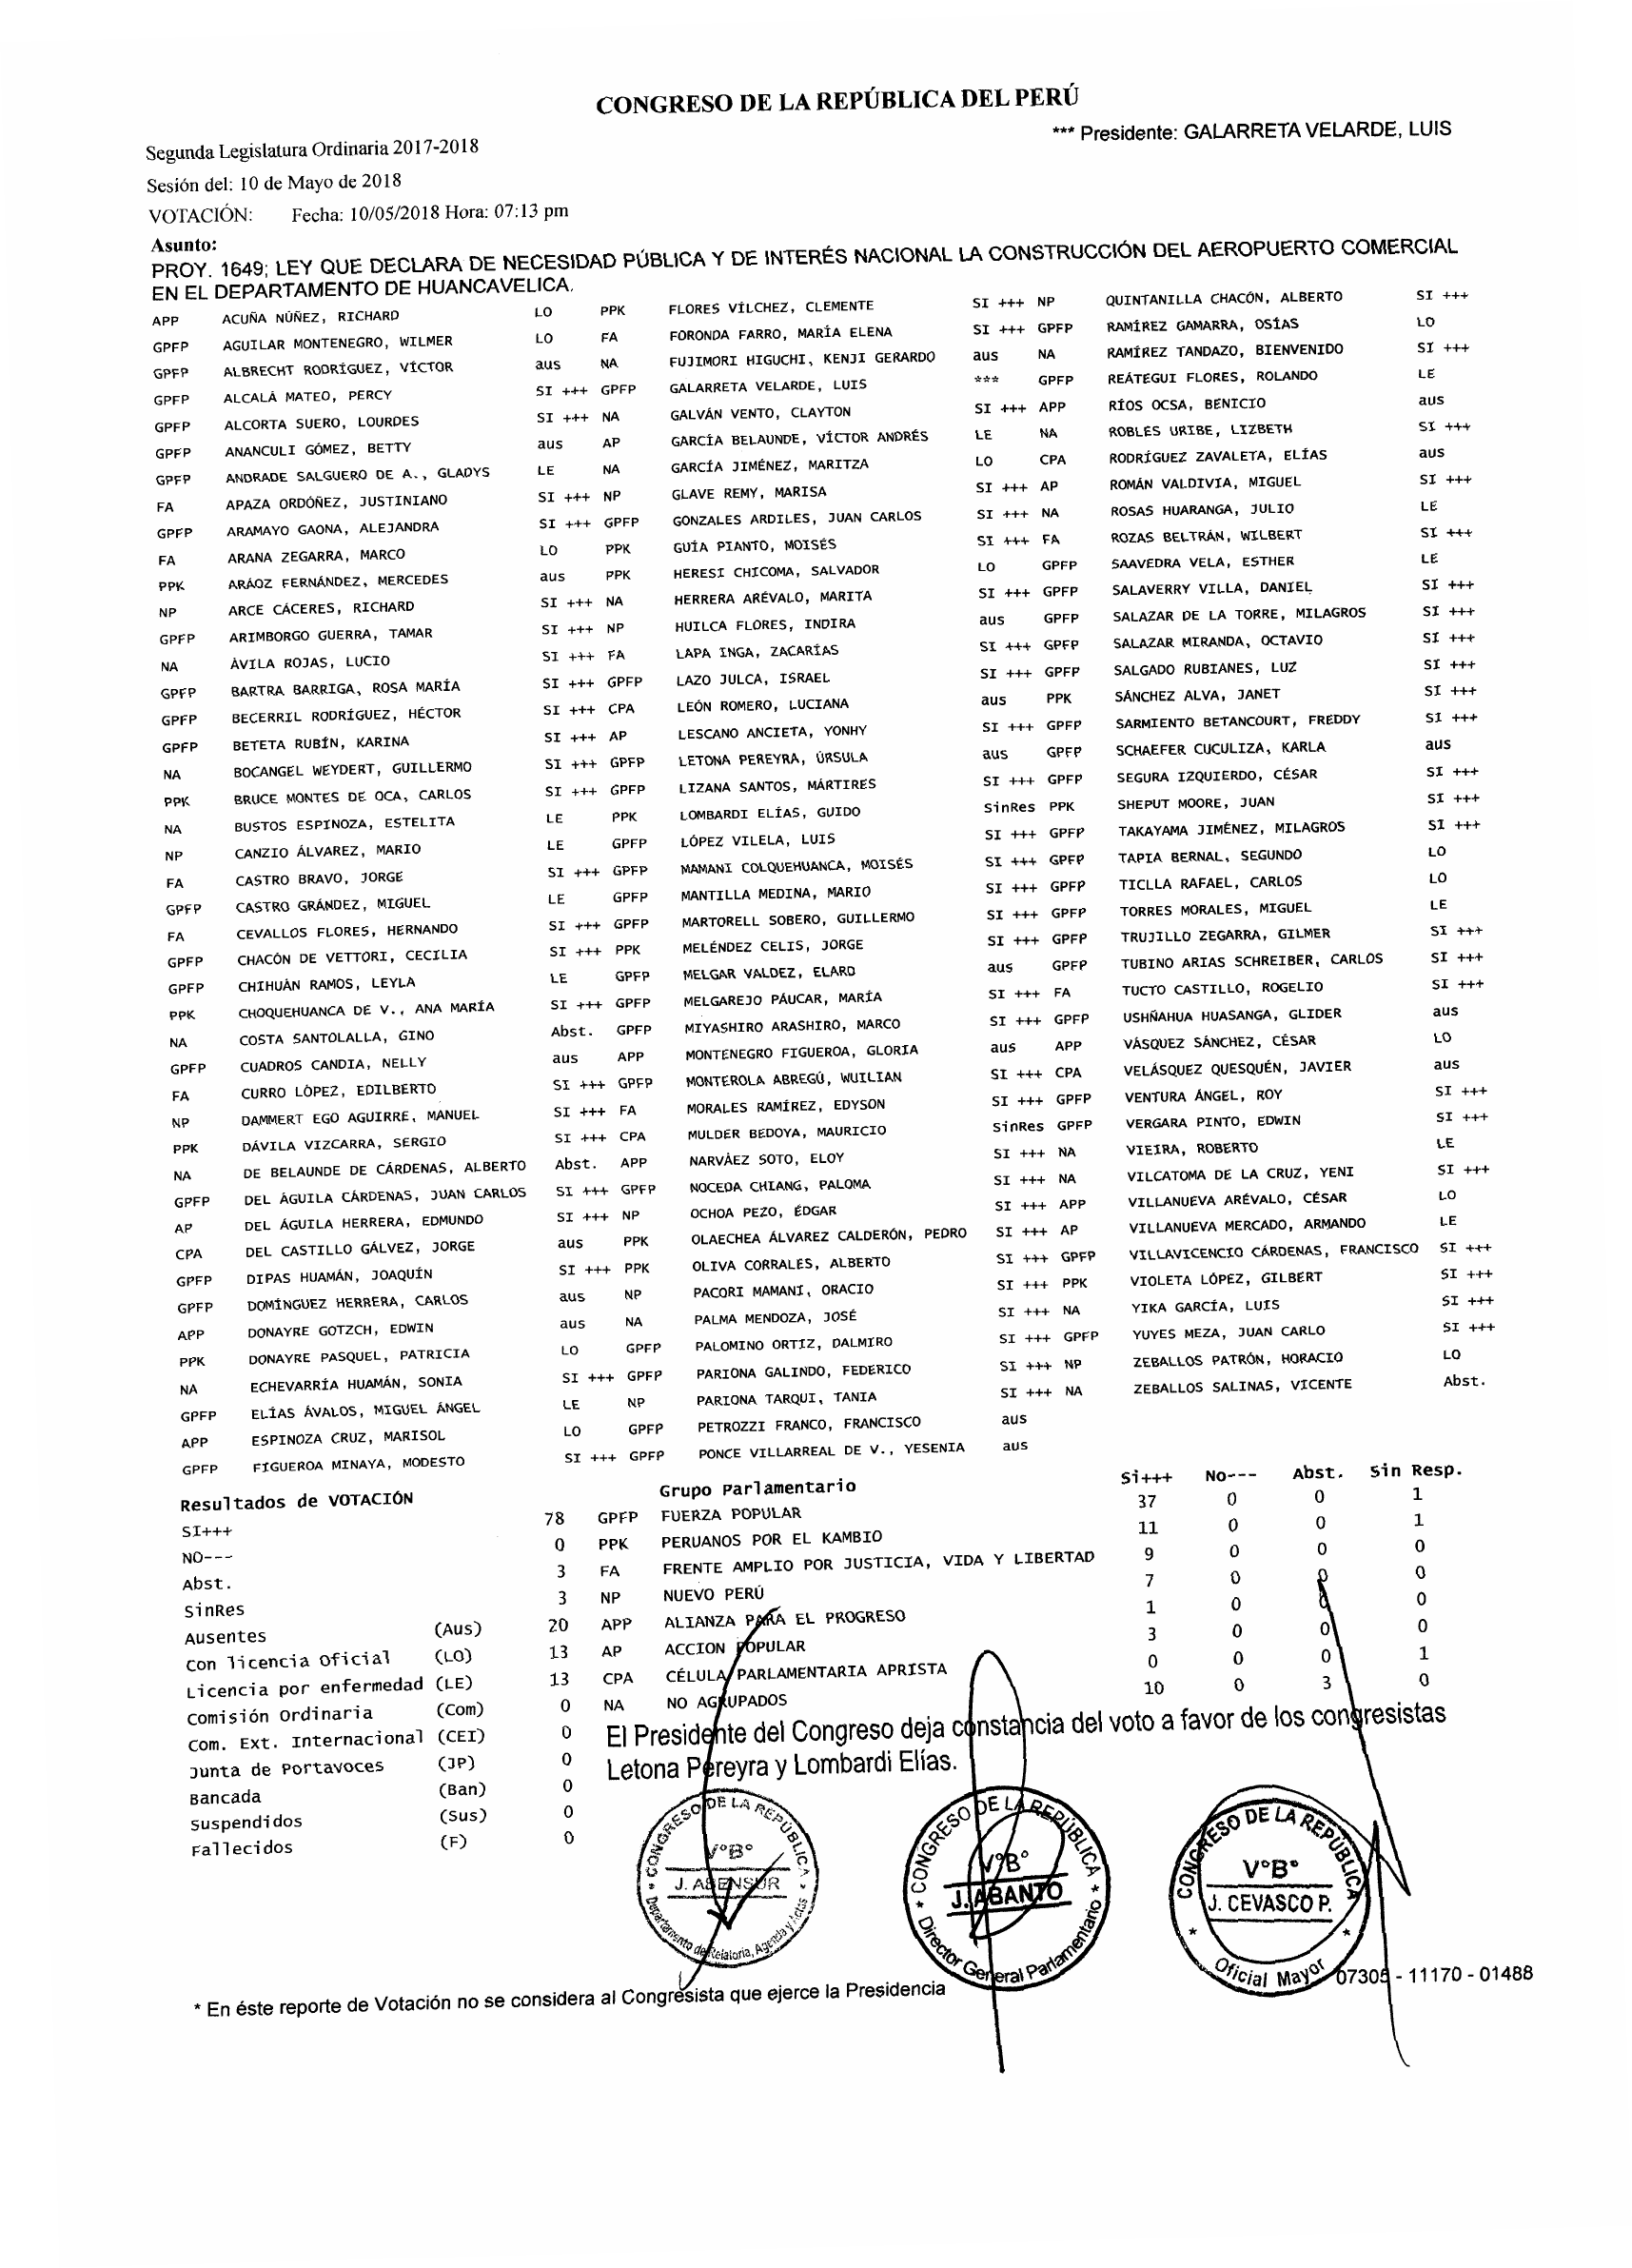 CONGRESO DE LA REPÚBLICA DEL PERÚ
*** Presidente: GALARRETA VELARDE, LUIS
Segunda Legislatura Ordinaria 2017-2018
Sesión del: 10 de Mayo de 2018
VOTACIÓN: Fecha: 10/05/2018 Hora: 07:13 pm
Asunto:
PROY. 1649; LEY QUE DECLARA DE NECESIDAD PÚBLICA Y DE INTERÉS NACIONAL LA CONSTRUCCIÓN DEL AEROPUERTO COMERCIAL
EN EL DEPARTAMENTO DE HUANCAVELICA.
APP ACUÑA NÚÑEZ, RICHARD LO PPK FLORES VÍLCHEZ, CLEMENTE SI +++ NP QUINTANILLA CHACÓN, ALBERTO SI +++
GPFP AGUILAR MONTENEGRO, WILMER LO FA FORONDA FARRO, MARÍA ELENA SI +++ GPFP RAMÍREZ GAMARRA, OSÍAS LO
GPFP ALBRECHT RODRÍGUEZ, VÍCTOR aus NA FUJIMORI HIGUCHI, KENJI GERARDO aus NA RAMÍREZ TANDAZO, BIENVENIDO SI +++
GPFP ALCALÁ MATEO, PERCY SI +++ GPFP GALARRETA VELARDE, LUIS *** GPFP REÁTEGUI FLORES, ROLANDO LE
GPFP ALCORTA SUERO, LOURDES SI +++ NA GALVÁN VENTO, CLAYTON SI +++ APP RÍOS OCSA, BENICIO aus
GPFP ANANCULI GÓMEZ, BETTY aus AP GARCÍA BELAUNDE, VÍCTOR ANDRÉS LE NA ROBLES URIBE, LIZBETH SI +++
GPFP ANDRADE SALGUERO DE A., GLADYS LE NA GARCÍA JIMÉNEZ, MARITZA LO CPA RODRÍGUEZ ZAVALETA, ELÍAS aus
FA APAZA ORDÓÑEZ, JUSTINIANO SI +++ NP GLAVE REMY, MARISA SI +++ AP ROMÁN VALDIVIA, MIGUEL SI +++
GPFP ARAMAYO GAONA, ALEJANDRA SI +++ GPFP GONZALES ARDILES, JUAN CARLOS SI +++ NA ROSAS HUARANGA, JULIO LE
FA ARANA ZEGARRA, MARCO LO PPK GUÍA PIANTO, MOISÉS SI +++ FA ROZAS BELTRÁN, WILBERT SI +++
PPK ARÁOZ FERNÁNDEZ, MERCEDES aus PPK HERESI CHICOMA, SALVADOR LO GPFP SAAVEDRA VELA, ESTHER LE
NP ARCE CÁCERES, RICHARD SI +++ NA HERRERA ARÉVALO, MARITA SI +++ GPFP SALAVERRY VILLA, DANIEL SI +++
GPFP ARIMBORGO GUERRA, TAMAR SI +++ NP HUILCA FLORES, INDIRA aus GPFP SALAZAR DE LA TORRE, MILAGROS SI +++
NA ÁVILA ROJAS, LUCIO SI +++ FA LAPA INGA, ZACARÍAS SI +++ GPFP SALAZAR MIRANDA, OCTAVIO SI +++
GPFP BARTRA BARRIGA, ROSA MARÍA SI +++ GPFP LAZO JULCA, ISRAEL SI +++ GPFP SALGADO RUBIANES, LUZ SI +++
GPFP BECERRIL RODRÍGUEZ, HÉCTOR SI +++ CPA LEÓN ROMERO, LUCIANA aus PPK SÁNCHEZ ALVA, JANET SI +++
GPFP BETETA RUBÍN, KARINA SI +++ AP LESCANO ANCIETA, YONHY SI +++ GPFP SARMIENTO BETANCOURT, FREDDY SI +++
NA BOCANGEL WEYDERT, GUILLERMO SI +++ GPFP LETONA PEREYRA, ÚRSULA aus GPFP SCHAEFER CUCULIZA, KARLA aus
PPK BRUCE MONTES DE OCA, CARLOS SI +++ GPFP LIZANA SANTOS, MÁRTIRES SI +++ GPFP SEGURA IZQUIERDO, CÉSAR SI +++
NA BUSTOS ESPINOZA, ESTELITA LE PPK LOMBARDI ELÍAS, GUIDO SinRes PPK SHEPUT MOORE, JUAN SI +++
NP CANZIO ÁLVAREZ, MARIO LE GPFP LÓPEZ VILELA, LUIS SI +++ GPFP TAKAYAMA JIMÉNEZ, MILAGROS SI +++
FA CASTRO BRAVO, JORGE SI +++ GPFP MAMANI COLQUEHUANCA, MOISÉS SI +++ GPFP TAPIA BERNAL, SEGUNDO LO
GPFP CASTRO GRÁNDEZ, MIGUEL LE GPFP MANTILLA MEDINA, MARIO SI +++ GPFP TICLLA RAFAEL, CARLOS LO
FA CEVALLOS FLORES, HERNANDO SI +++ GPFP MARTORELL SOBERO, GUILLERMO SI +++ GPFP TORRES MORALES, MIGUEL LE
GPFP CHACÓN DE VETTORI, CECILIA SI +++ PPK MELÉNDEZ CELIS, JORGE SI +++ GPFP TRUJILLO ZEGARRA, GILMER SI +++
GPFP CHIHUÁN RAMOS, LEYLA LE GPFP MELGAR VALDEZ, ELARD aus GPFP TUBINO ARIAS SCHREIBER, CARLOS SI +++
PPK CHOQUEHUANCA DE V., ANA MARÍA SI +++ GPFP MELGAREJO PÁUCAR, MARÍA SI +++ FA TUCTO CASTILLO, ROGELIO SI +++
NA COSTA SANTOLALLA, GINO Abst. GPFP MIYASHIRO ARASHIRO, MARCO SI +++ GPFP USHÑAHUA HUASANGA, GLIDER aus
GPFP CUADROS CANDIA, NELLY aus APP MONTENEGRO FIGUEROA, GLORIA aus APP VÁSQUEZ SÁNCHEZ, CÉSAR LO
FA CURRO LÓPEZ, EDILBERTO SI +++ GPFP MONTEROLA ABREGÚ, WUILIAN SI +++ CPA VELÁSQUEZ QUESQUÉN, JAVIER aus
NP DAMMERT EGO AGUIRRE, MANUEL SI +++ FA MORALES RAMÍREZ, EDYSON SI +++ GPFP VENTURA ÁNGEL, ROY SI +++
PPK DÁVILA VIZCARRA, SERGIO SI +++ CPA MULDER BEDOYA, MAURICIO SinRes GPFP VERGARA PINTO, EDWIN SI +++
NA DE BELAUNDE DE CÁRDENAS, ALBERTO Abst. APP NARVÁEZ SOTO, ELOY SI +++ NA VIEIRA, ROBERTO LE
GPFP DEL ÁGUILA CÁRDENAS, JUAN CARLOS SI +++ GPFP NOCEDA CHIANG, PALOMA SI +++ NA VILCATOMA DE LA CRUZ, YENI SI +++
AP DEL ÁGUILA HERRERA, EDMUNDO SI +++ NP OCHOA PEZO, ÉDGAR SI +++ APP VILLANUEVA ARÉVALO, CÉSAR LO
CPA DEL CASTILLO GÁLVEZ, JORGE aus PPK OLAECHEA ÁLVAREZ CALDERÓN, PEDRO SI +++ AP VILLANUEVA MERCADO, ARMANDO LE
GPFP DIPAS HUAMÁN, JOAQUÍN SI +++ PPK OLIVA CORRALES, ALBERTO SI +++ GPFP VILLAVICENCIO CÁRDENAS, FRANCISCO SI +++
GPFP DOMÍNGUEZ HERRERA, CARLOS aus NP PACORI MAMANI, ORACIO SI +++ PPK VIOLETA LÓPEZ, GILBERT SI +++
APP DONAYRE GOTZCH, EDWIN aus NA PALMA MENDOZA, JOSÉ SI +++ NA YIKA GARCÍA, LUIS SI +++
PPK DONAYRE PASQUEL, PATRICIA LO GPFP PALOMINO ORTIZ, DALMIRO SI +++ GPFP YUYES MEZA, JUAN CARLO SI +++
NA ECHEVARRÍA HUAMÁN, SONIA SI +++ GPFP PARIONA GALINDO, FEDERICO SI +++ NP ZEBALLOS PATRÓN, HORACIO LO
GPFP ELÍAS ÁVALOS, MIGUEL ÁNGEL LE NP PARIONA TARQUI, TANIA SI +++ NA ZEBALLOS SALINAS, VICENTE Abst.
APP ESPINOZA CRUZ, MARISOL LO GPFP PETROZZI FRANCO, FRANCISCO aus
GPFP FIGUEROA MINAYA, MODESTO SI +++ GPFP PONCE VILLARREAL DE V., YESENIA aus
Resultados de VOTACIÓN Grupo Parlamentario Si+++ No--- Abst. Sin Resp.
SI+++ 78 GPFP FUERZA POPULAR 37 0 0 1
NO--- 0 PPK PERUANOS POR EL KAMBIO 11 0 0 1
Abst. 3 FA FRENTE AMPLIO POR JUSTICIA, VIDA Y LIBERTAD 9 0 0 0
SinRes 3 NP NUEVO PERÚ 7 0 0 0
Ausentes (Aus) 20 APP ALIANZA PARA EL PROGRESO 1 0 0 0
Con licencia Oficial (LO) 13 AP ACCION POPULAR 3 0 0 0
Licencia por enfermedad (LE) 13 CPA CÉLULA PARLAMENTARIA APRISTA 0 0 0 1
Comisión Ordinaria (Com) 0 NA NO AGRUPADOS 10 0 3 0
Com. Ext. Internacional (CEI) 0
Junta de Portavoces (JP) 0
Bancada (Ban) 0
Suspendidos (Sus) 0
Fallecidos (F) 0
El Presidente del Congreso deja constancia del voto a favor de los congresistas
Letona Pereyra y Lombardi Elías.
* CONGRESO DE LA REPÚBLICA *
V°B°
J. ASENSUR
Departamento de Relatoría, Agenda y Actas
* CONGRESO DE LA REPÚBLICA *
V°B°
J. ABANTO
Director General Parlamentario
CONGRESO DE LA REPÚBLICA
V°B°
J. CEVASCO P.
* Oficial Mayor *
07305 - 11170 - 01488
* En éste reporte de Votación no se considera al Congresista que ejerce la Presidencia